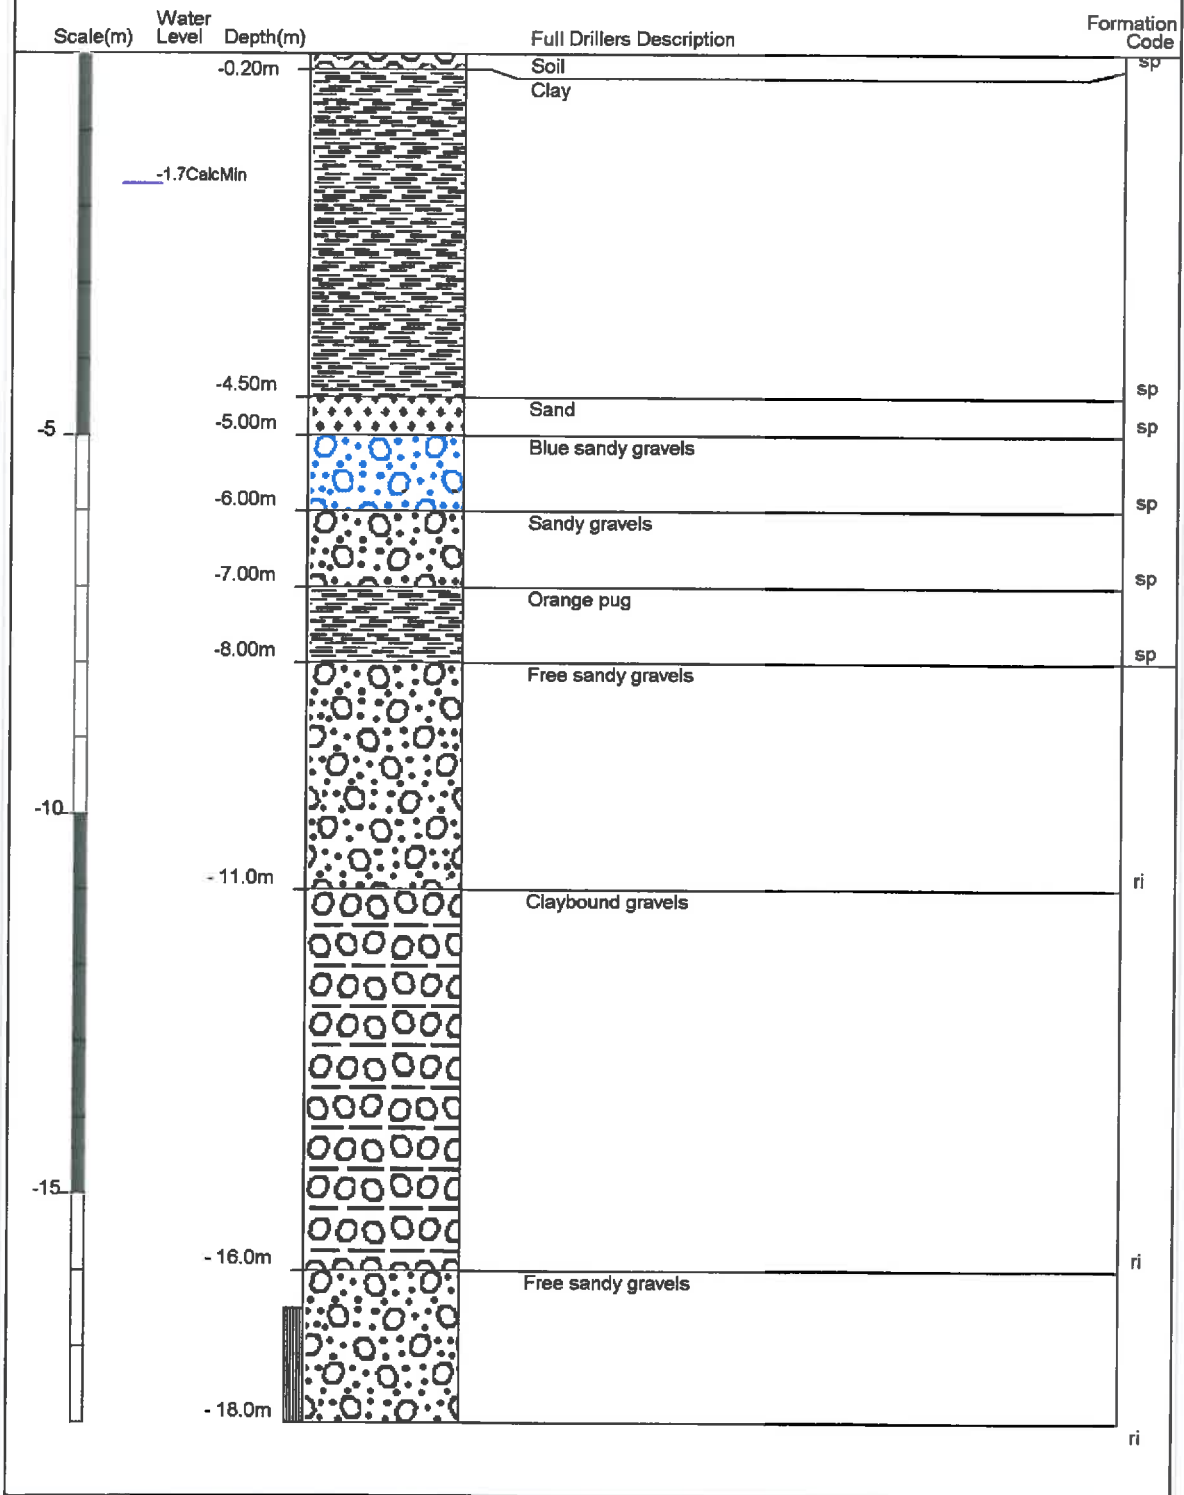 Scale(m) Water Level Depth(m) Full Drillers Description Formation Code
-0.20m Soil sp
Clay
-1.7CalcMin
-4.50m sp
Sand
-5 -5.00m sp
Blue sandy gravels
-6.00m sp
Sandy gravels
-7.00m sp
Orange pug
-8.00m sp
Free sandy gravels
-10
- 11.0m ri
Claybound gravels
-15
- 16.0m ri
Free sandy gravels
- 18.0m ri